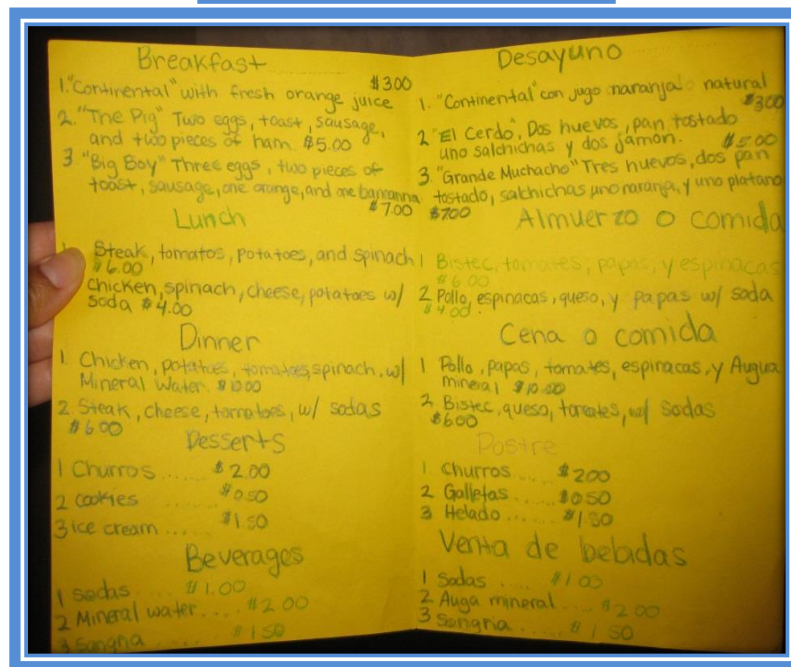 Breakfast
1. "Continental" with fresh orange juice $3.00
2. "The Pig" Two eggs, toast, sausage,
and two pieces of ham. $5.00
3 "Big Boy" Three eggs, two pieces of
toast, sausage, one orange, and one bannanna
$7.00
Lunch
Steak, tomatos, potatoes, and spinach
$6.00
Chicken, spinach, cheese, potatoes w/
Soda $4.00
Dinner
1. Chicken, potatoes, tomatoes, spinach, w/
Mineral Water. $10.00
2. Steak, cheese, tomatoes, w/ sodas
$6.00
Desserts
1 Churros ...... $2.00
2 cookies ..... $0.50
3 ice cream ..... $1.50
Beverages
1 sodas ..... $1.00
2 Mineral water.... $2.00
3 Sangria ..... $1.50
Desayuno
1. "Continental" con jugo naranjado natural
$3.00
2 "El Cerdo", Dos huevos, pan tostado
uno salchichas y dos jamón. $5.00
3. "Grande Muchacho" Tres huevos, dos pan
tostado, salchichas uno naranja, y uno platano
$7.00
Almuerzo o comida
1 Bistec, tomates, papas, y espinacas
$6.00
2 Pollo, espinacas, queso, y papas w/ soda
$4.00.
Cena o comida
1 Pollo, papas, tomates, espinacas, y Augua
mineral $10.00
2 Bistec, queso, tomates, w/ sodas
$6.00
Postre
1. Churros ..... $2.00
2 Galletas ..... $0.50
3 Helado ..... $1.50
Venta de bebadas
1 Sodas ..... $1.00
2 Auga mineral .... $2.00
3 Sangria ..... $1.50